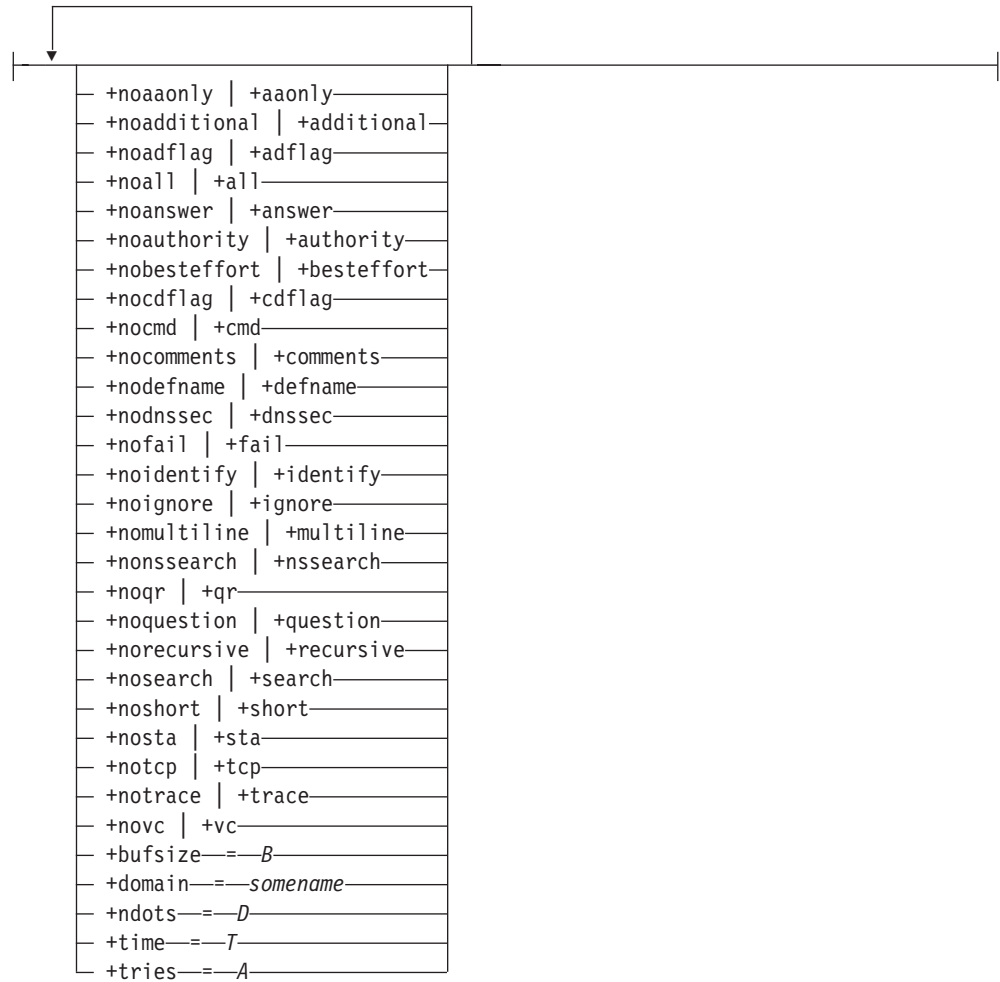 +noaaonly | +aaonly
+noadditional | +additional
+noadflag | +adflag
+noall | +all
+noanswer | +answer
+noauthority | +authority
+nobesteffort | +besteffort
+nocdflag | +cdflag
+nocmd | +cmd
+nocomments | +comments
+nodefname | +defname
+nodnssec | +dnssec
+nofail | +fail
+noidentify | +identify
+noignore | +ignore
+nomultiline | +multiline
+nonssearch | +nssearch
+noqr | +qr
+noquestion | +question
+norecursive | +recursive
+nosearch | +search
+noshort | +short
+nosta | +sta
+notcp | +tcp
+notrace | +trace
+novc | +vc
+bufsize = B
+domain = somename
+ndots = D
+time = T
+tries = A